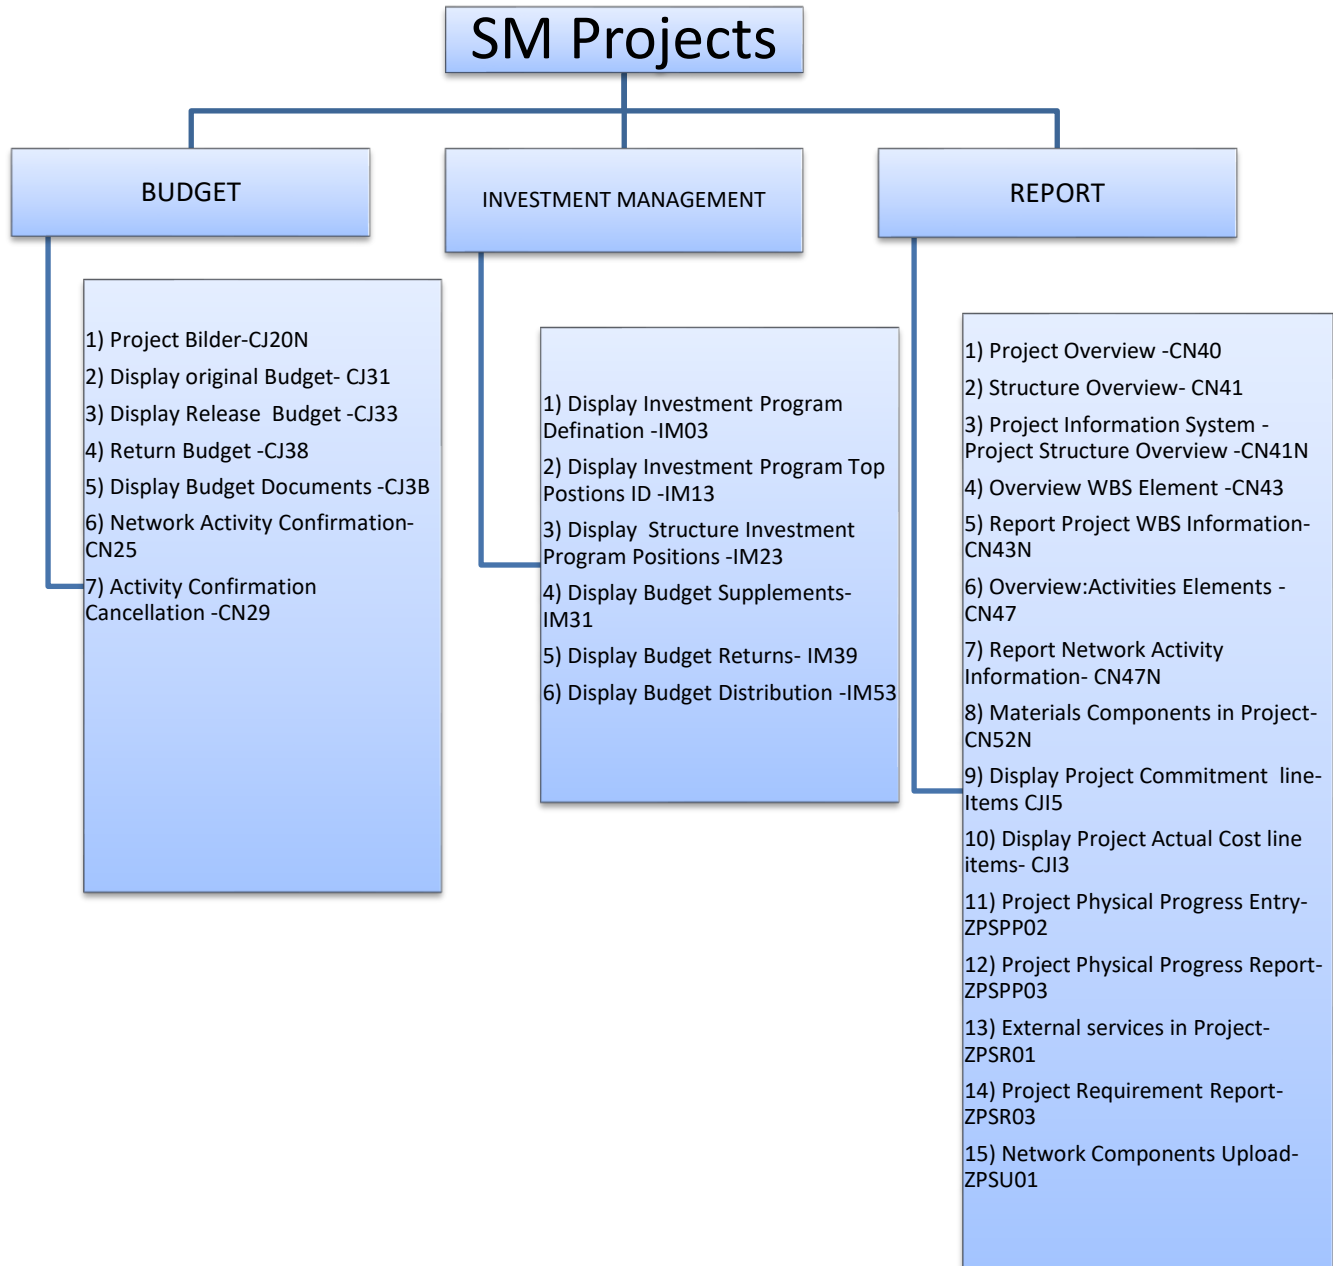 SM Projects
BUDGET
1) Project Bilder-CJ20N
2) Display original Budget- CJ31
3) Display Release  Budget -CJ33
4) Return Budget -CJ38
5) Display Budget Documents -CJ3B
6) Network Activity Confirmation-
CN25
7) Activity Confirmation
Cancellation -CN29
INVESTMENT MANAGEMENT
1) Display Investment Program
Defination -IM03
2) Display Investment Program Top
Postions ID -IM13
3) Display  Structure Investment
Program Positions -IM23
4) Display Budget Supplements-
IM31
5) Display Budget Returns- IM39
6) Display Budget Distribution -IM53
REPORT
1) Project Overview -CN40
2) Structure Overview- CN41
3) Project Information System -
Project Structure Overview -CN41N
4) Overview WBS Element -CN43
5) Report Project WBS Information-
CN43N
6) Overview:Activities Elements -
CN47
7) Report Network Activity
Information- CN47N
8) Materials Components in Project-
CN52N
9) Display Project Commitment  line-
Items CJI5
10) Display Project Actual Cost line
items- CJI3
11) Project Physical Progress Entry-
ZPSPP02
12) Project Physical Progress Report-
ZPSPP03
13) External services in Project-
ZPSR01
14) Project Requirement Report-
ZPSR03
15) Network Components Upload-
ZPSU01